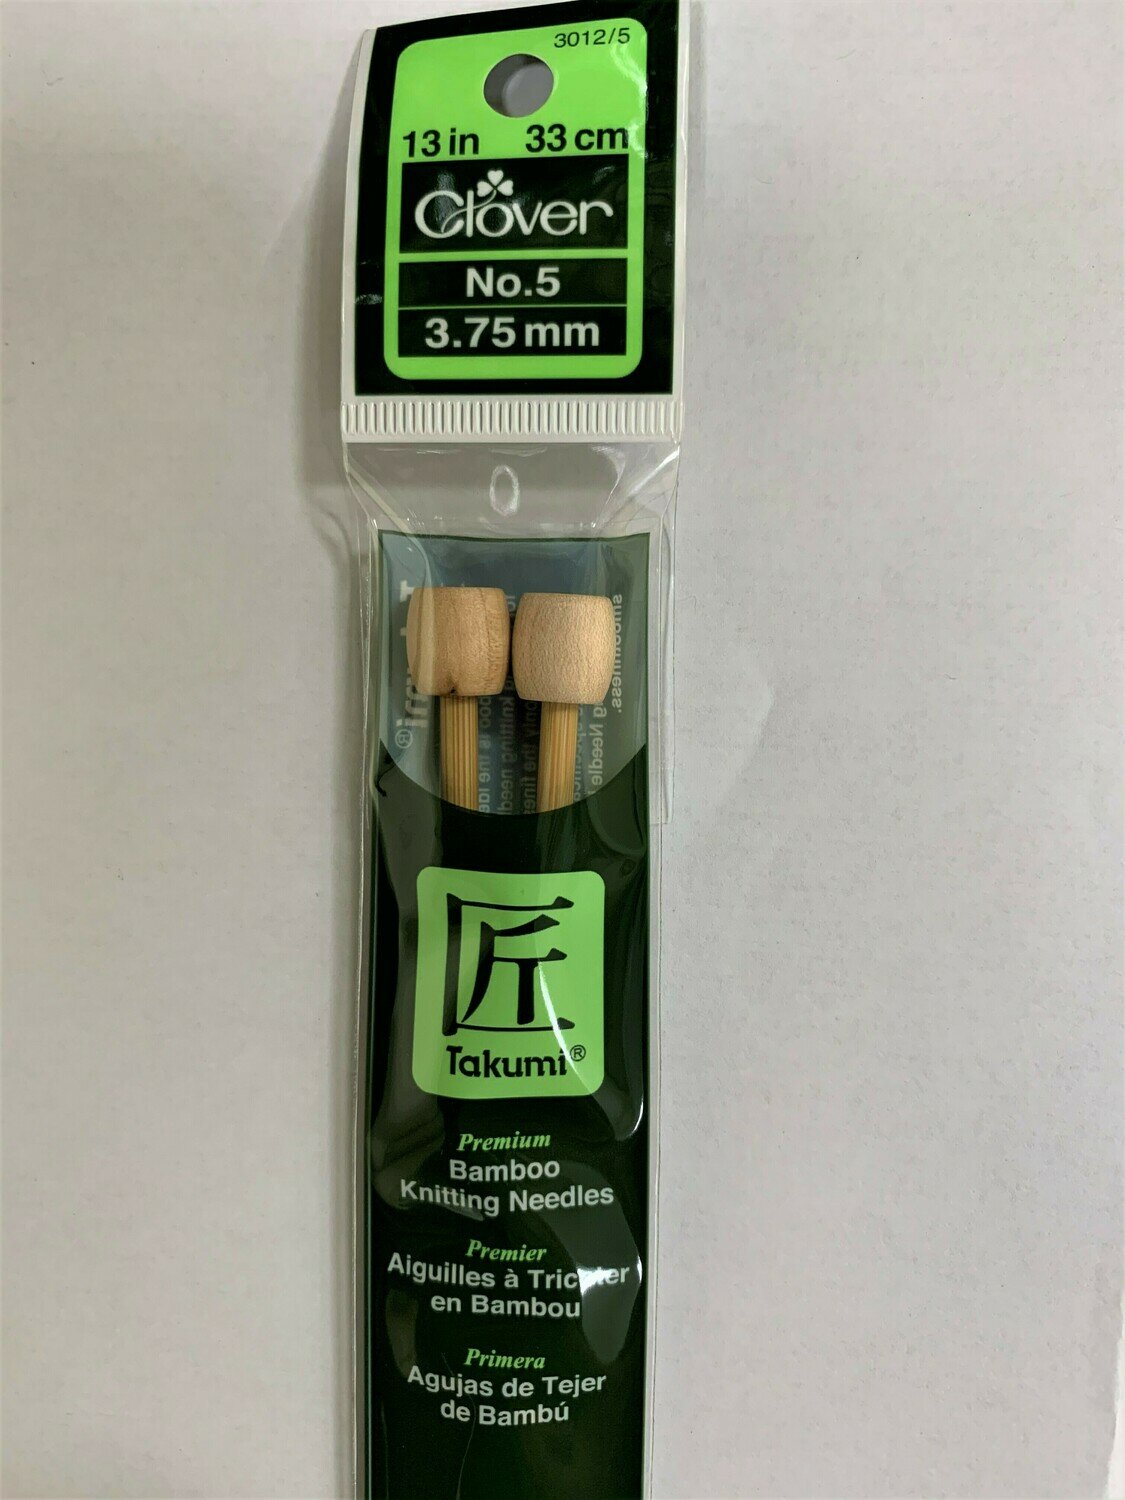 3012/5
13 in 33 cm
Clover
No.5
3.75 mm
smoothness.
匠
Takumi®
Premium
Bamboo
Knitting Needles
Premier
Aiguilles à Tricoter
en Bambou
Primera
Agujas de Tejer
de Bambú